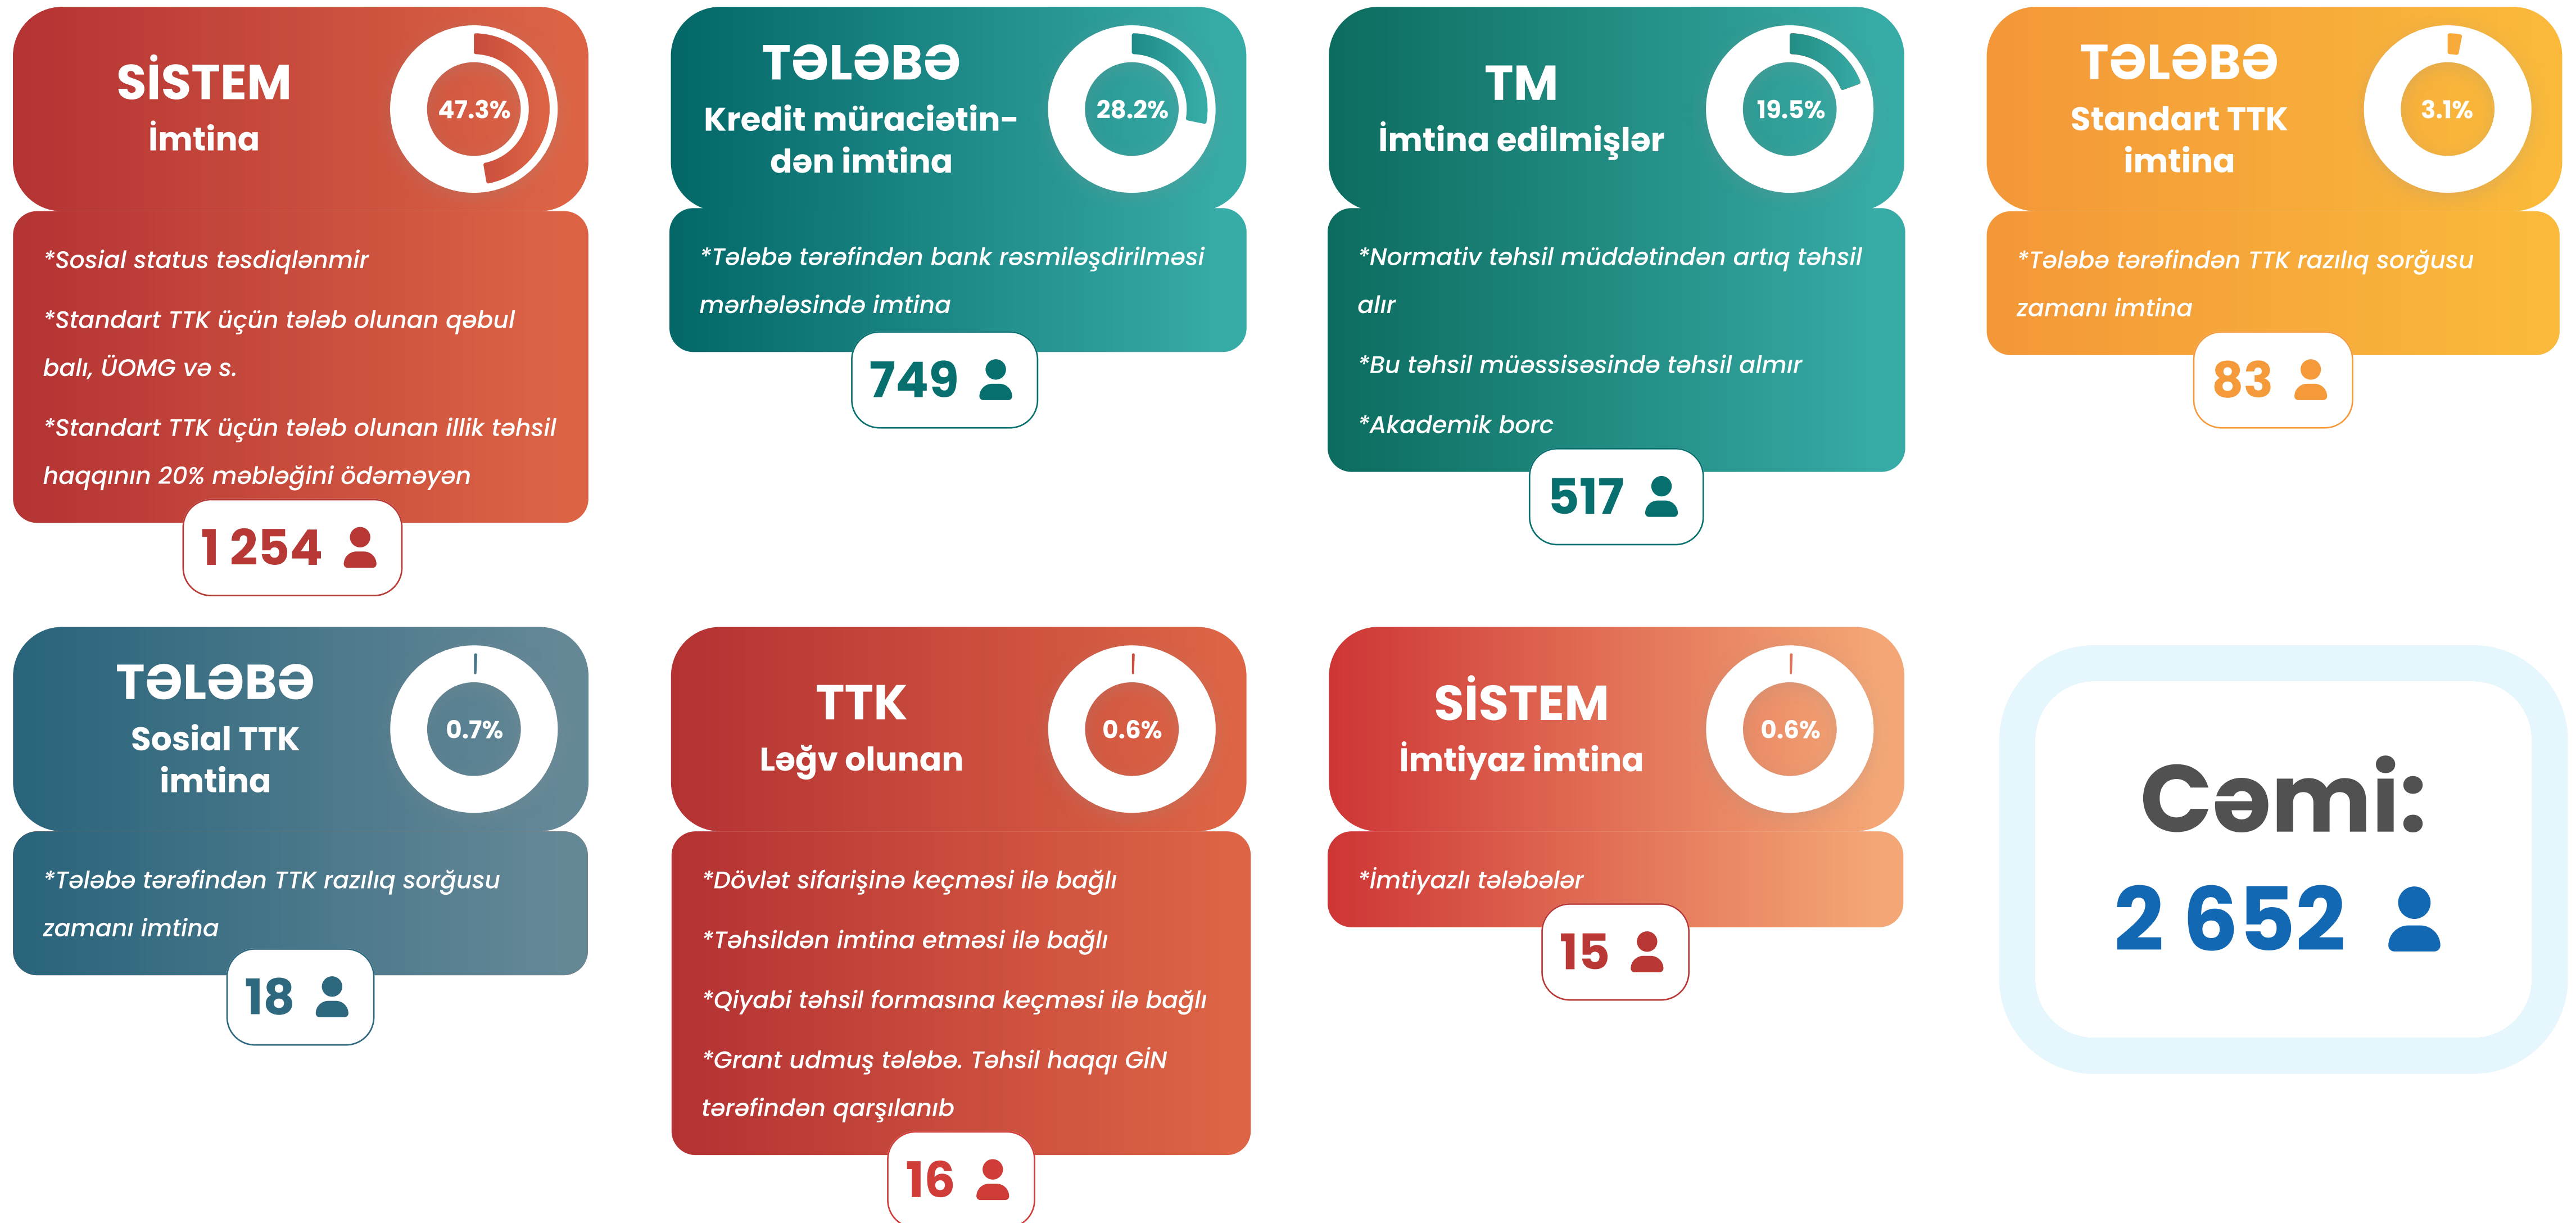 SİSTEM
İmtina
47.3%
*Sosial status təsdiqlənmir
*Standart TTK üçün tələb olunan qəbul
balı, ÜOMG və s.
*Standart TTK üçün tələb olunan illik təhsil
haqqının 20% məbləğini ödəməyən
1 254
TƏLƏBƏ
Kredit müraciətin-
dən imtina
28.2%
*Tələbə tərəfindən bank rəsmiləşdirilməsi
mərhələsində imtina
749
TM
İmtina edilmişlər
19.5%
*Normativ təhsil müddətindən artıq təhsil
alır
*Bu təhsil müəssisəsində təhsil almır
*Akademik borc
517
TƏLƏBƏ
Standart TTK
imtina
3.1%
*Tələbə tərəfindən TTK razılıq sorğusu
zamanı imtina
83
TƏLƏBƏ
Sosial TTK
imtina
0.7%
*Tələbə tərəfindən TTK razılıq sorğusu
zamanı imtina
18
TTK
Ləğv olunan
0.6%
*Dövlət sifarişinə keçməsi ilə bağlı
*Təhsildən imtina etməsi ilə bağlı
*Qiyabi təhsil formasına keçməsi ilə bağlı
*Grant udmuş tələbə. Təhsil haqqı GİN
tərəfindən qarşılanıb
16
SİSTEM
İmtiyaz imtina
0.6%
*İmtiyazlı tələbələr
15
Cəmi:
2 652